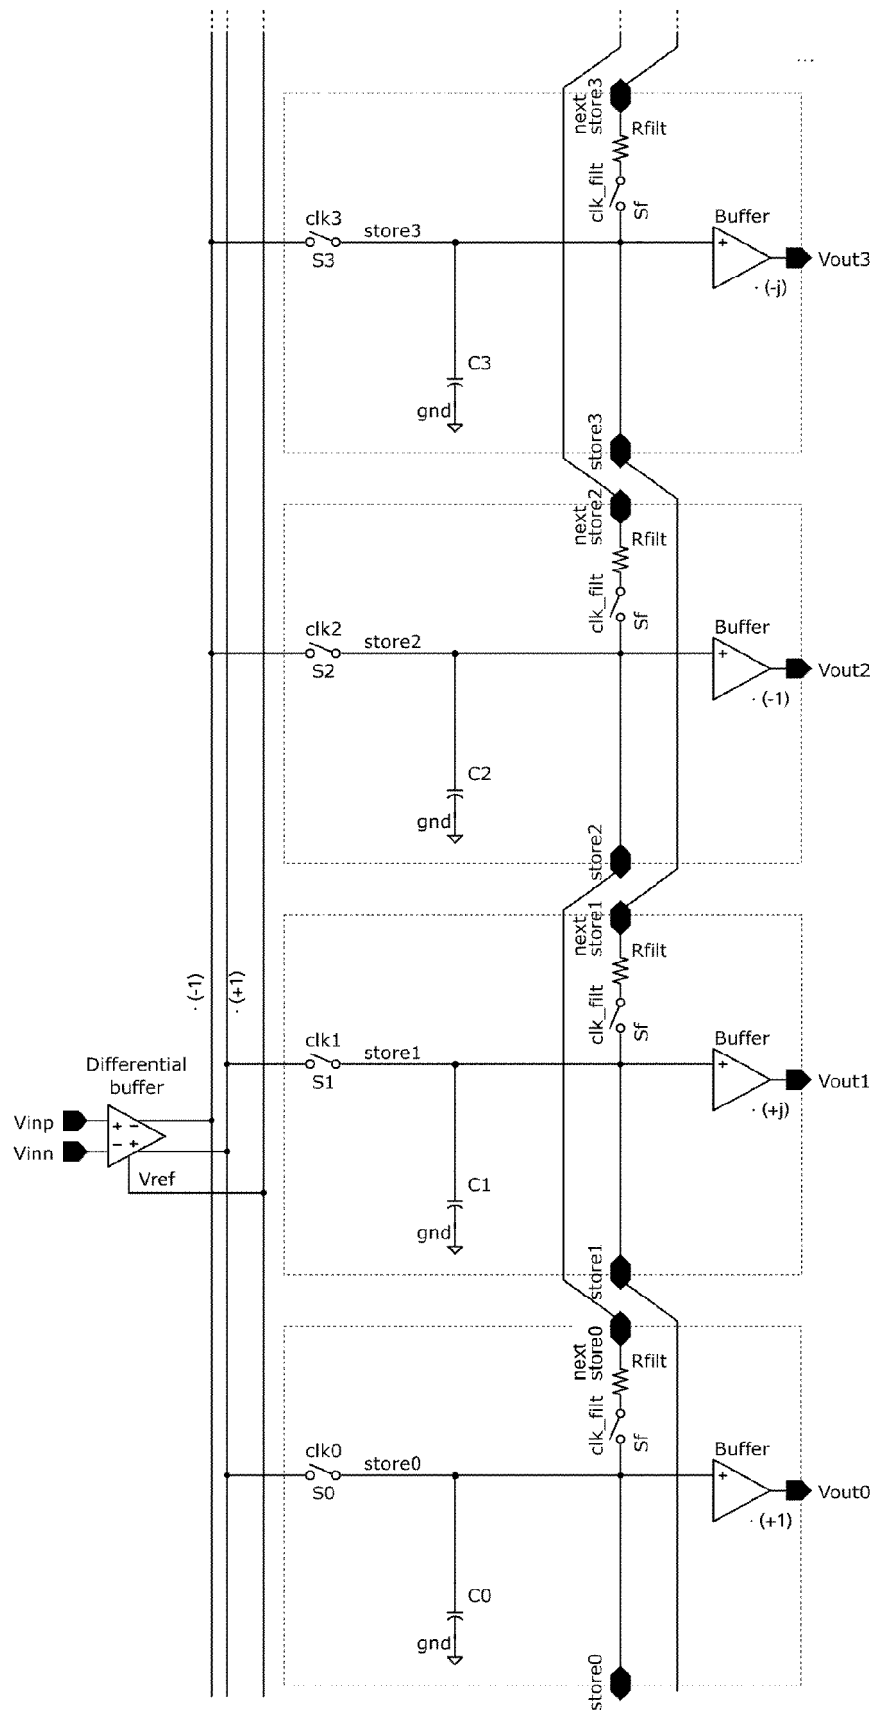 ...
next
store3
Rfilt
clk_filt
Sf
clk3
store3
S3
Buffer
+
Vout3
· (-j)
C3
gnd
store3
next
store2
Rfilt
clk_filt
Sf
clk2
store2
S2
Buffer
+
Vout2
· (-1)
C2
gnd
store2
next
store1
Rfilt
clk_filt
Sf
· (-1)
· (+1)
clk1
store1
S1
Buffer
+
Vout1
· (+j)
Differential
buffer
Vinp
+ -
Vinn
- +
Vref
C1
gnd
store1
next
store0
Rfilt
clk_filt
Sf
clk0
store0
S0
Buffer
+
Vout0
· (+1)
C0
gnd
store0